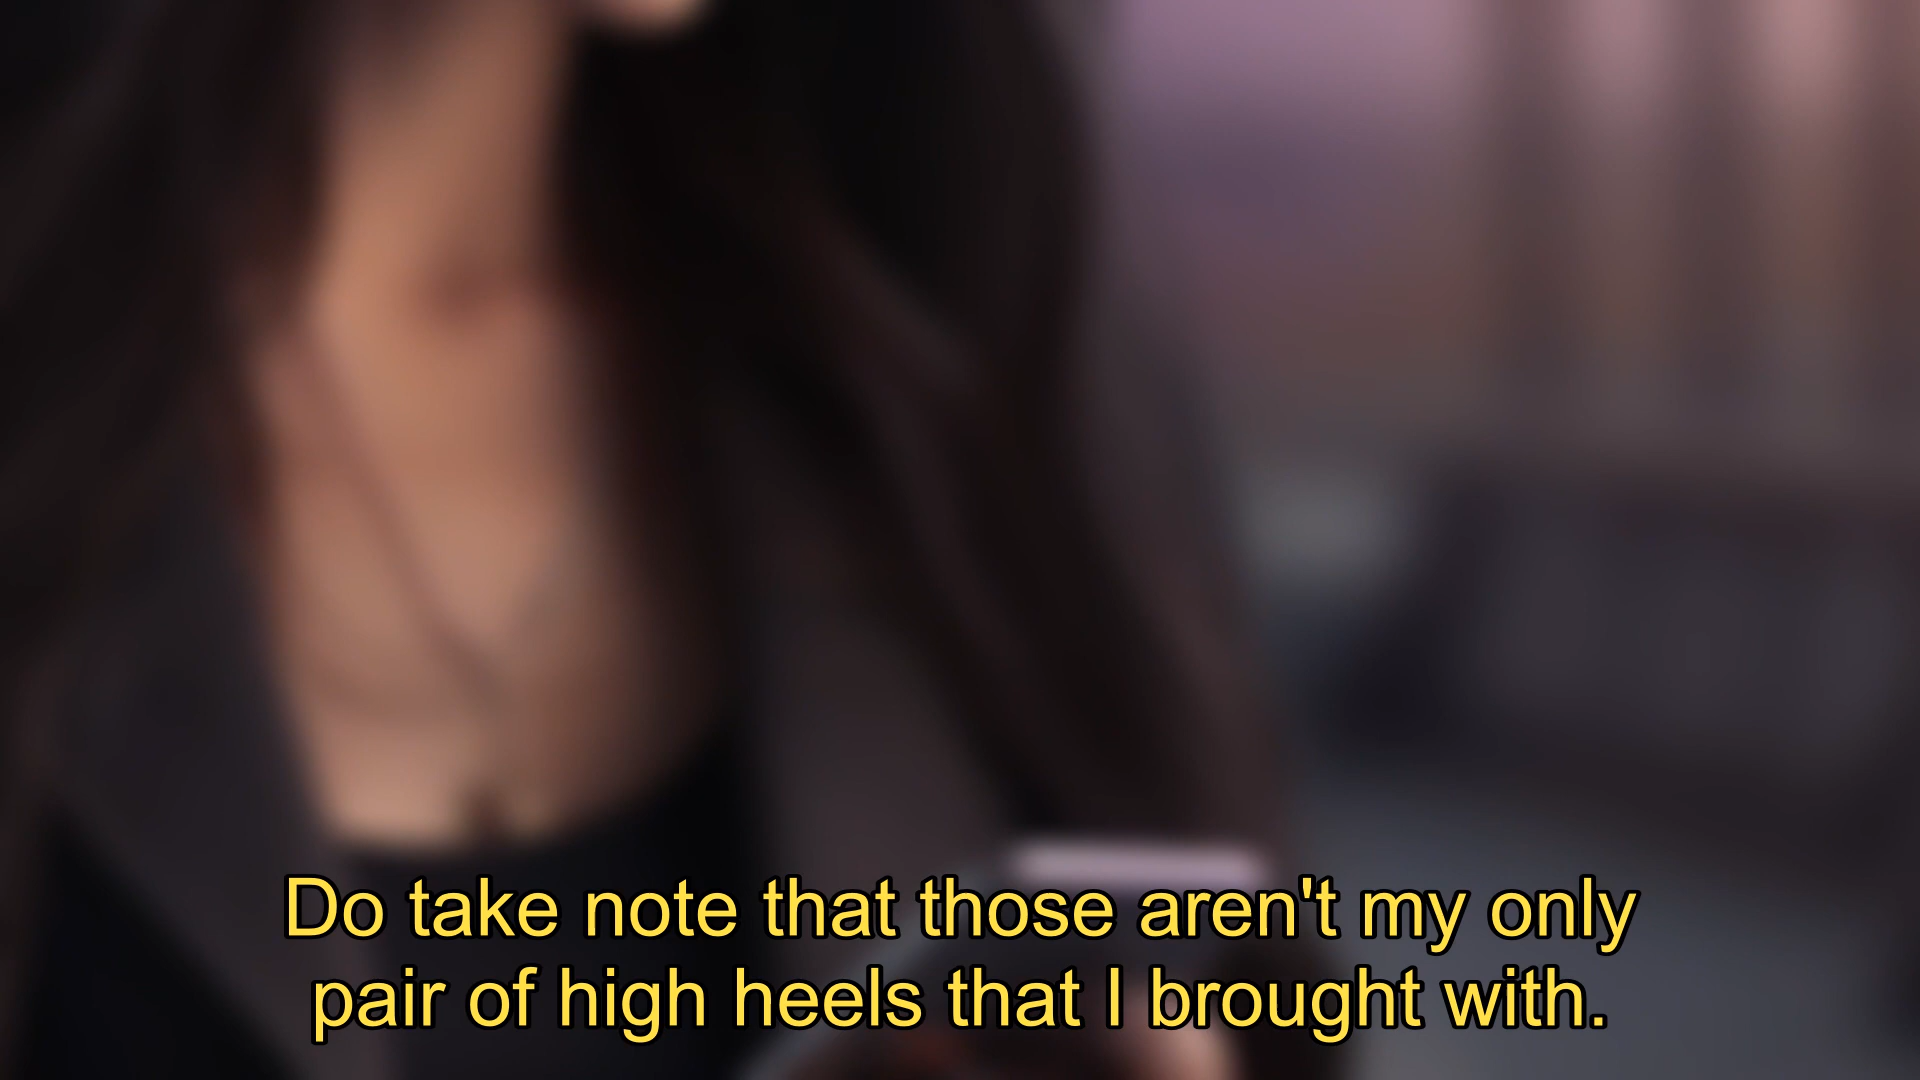 Do take note that those aren't my only
pair of high heels that I brought with.